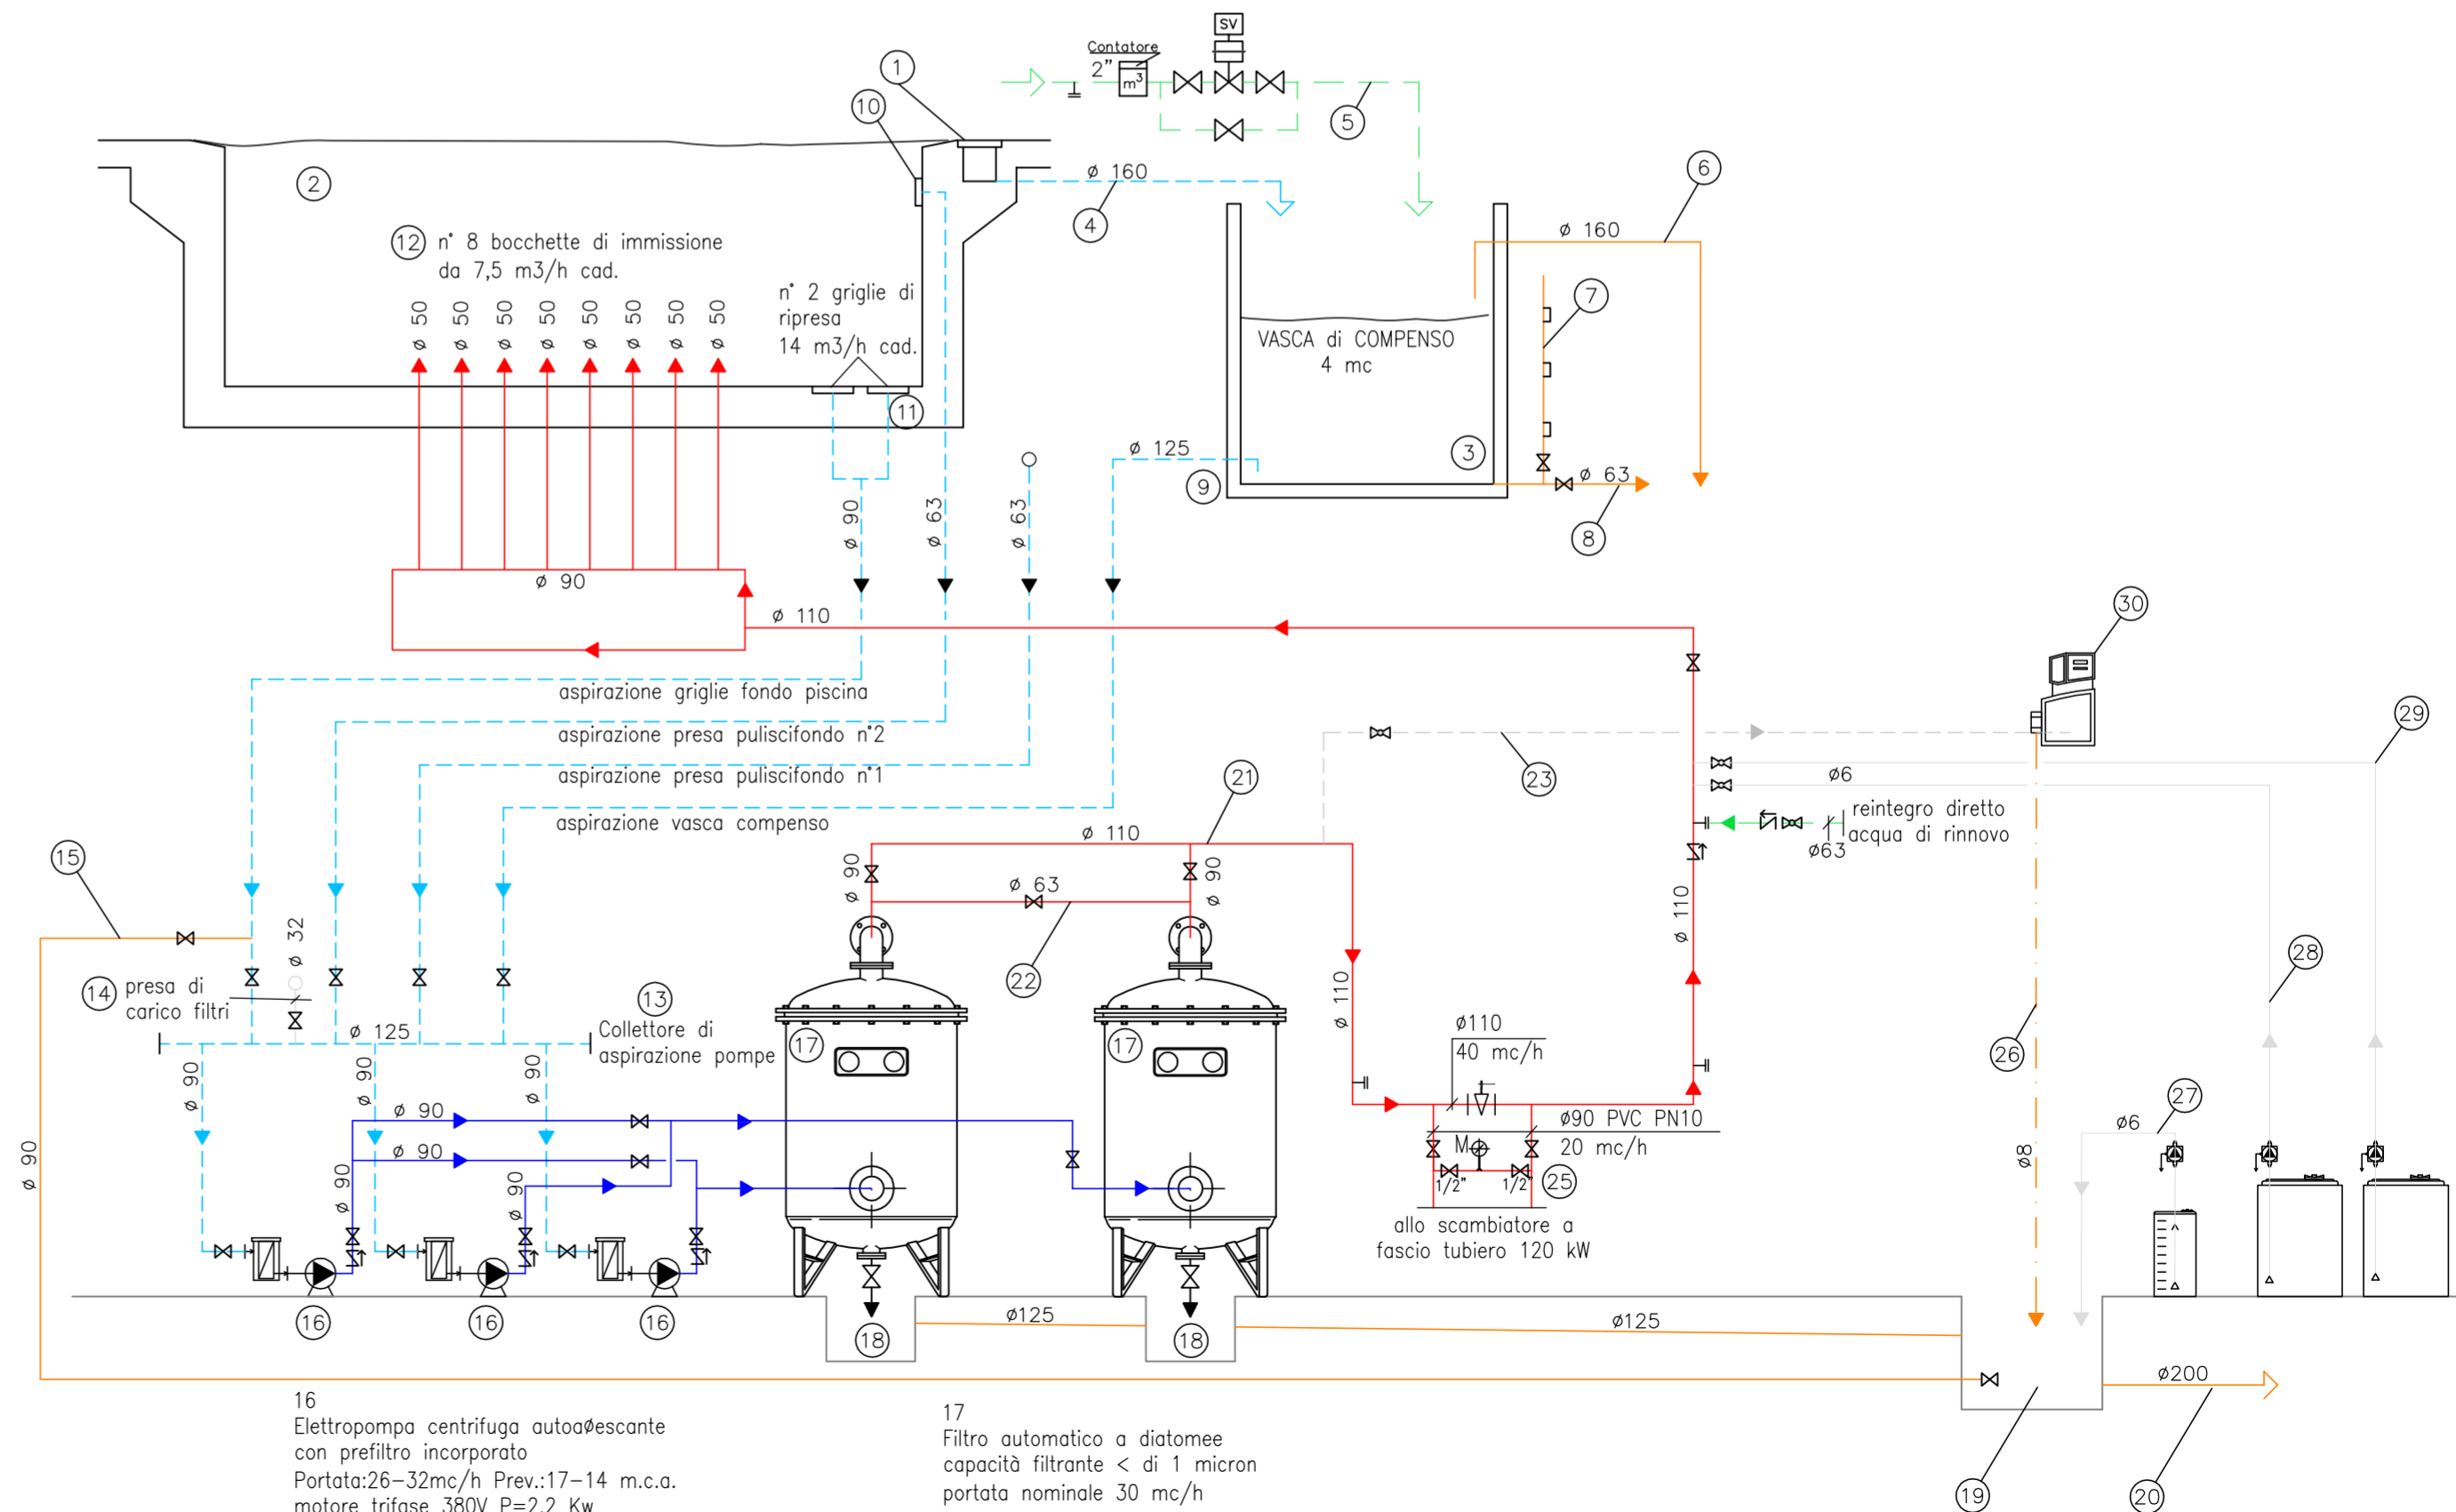 SV
Contatore
2"
m³
1
10
5
2
ø 160
4
6
ø 160
12
n° 8 bocchette di immissione
da 7,5 m3/h cad.
n° 2 griglie di
ripresa
14 m3/h cad.
7
ø 50
ø 50
ø 50
ø 50
ø 50
ø 50
ø 50
ø 50
VASCA di COMPENSO
4 mc
11
3
ø 125
9
ø 63
8
ø 90
ø 63
ø 63
ø 90
ø 110
30
aspirazione griglie fondo piscina
aspirazione presa puliscifondo n°2
aspirazione presa puliscifondo n°1
aspirazione vasca compenso
29
23
21
ø6
reintegro diretto
acqua di rinnovo
ø63
ø 110
15
ø 90
ø 63
ø 90
22
ø 110
ø 32
28
14
presa di
carico filtri
13
Collettore di
aspirazione pompe
ø 125
ø 110
17
17
ø110
40 mc/h
26
ø 90
ø 90
ø 90
ø 90
ø 90
ø 90
ø 90
ø90 PVC PN10
20 mc/h
M
1/2"
1/2"
25
27
ø6
ø8
ø 90
allo scambiatore a
fascio tubiero 120 kW
16
16
16
18
18
ø125
ø125
ø200
19
20
16
Elettropompa centrifuga autoaøescante
con prefiltro incorporato
Portata:26-32mc/h Prev.:17-14 m.c.a.
motore trifase 380V P=2,2 Kw
17
Filtro automatico a diatomee
capacità filtrante < di 1 micron
portata nominale 30 mc/h